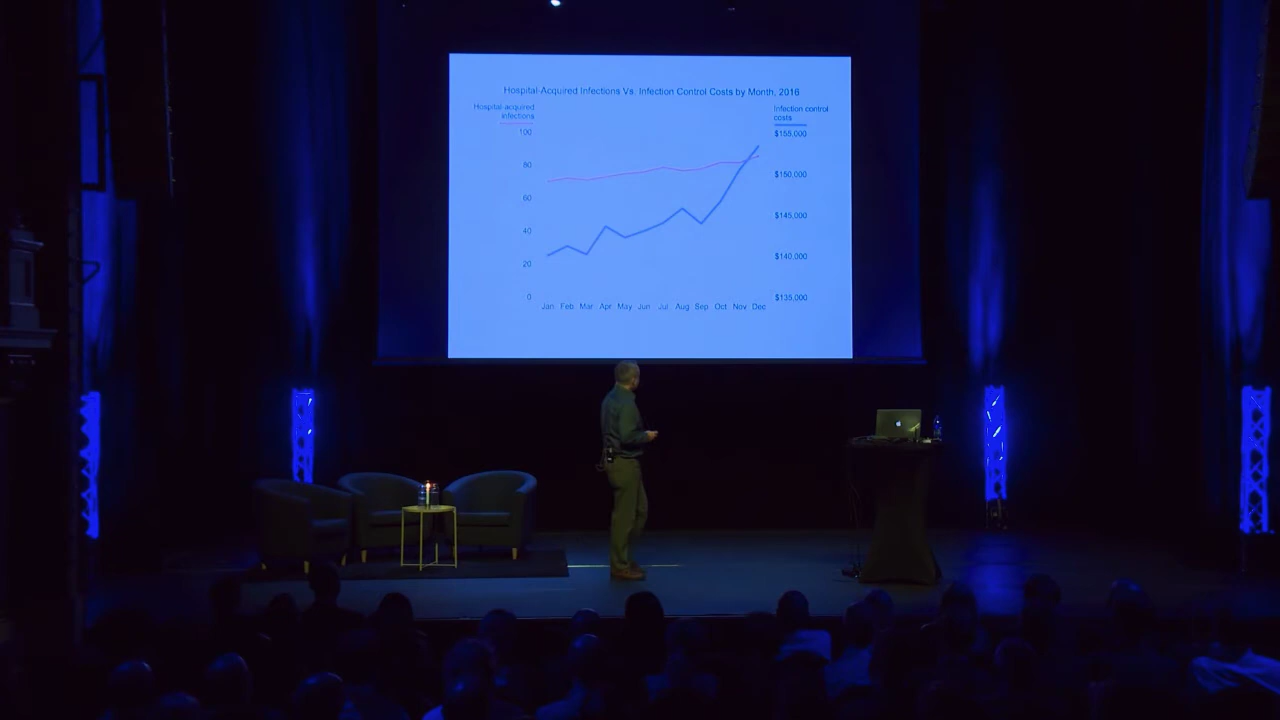 Hospital-Acquired Infections Vs. Infection Control Costs by Month, 2016
Hospital-acquired
infections
Infection control
costs
100
80
60
40
20
0
$155,000
$150,000
$145,000
$140,000
$135,000
Jan Feb Mar Apr May Jun Jul Aug Sep Oct Nov Dec